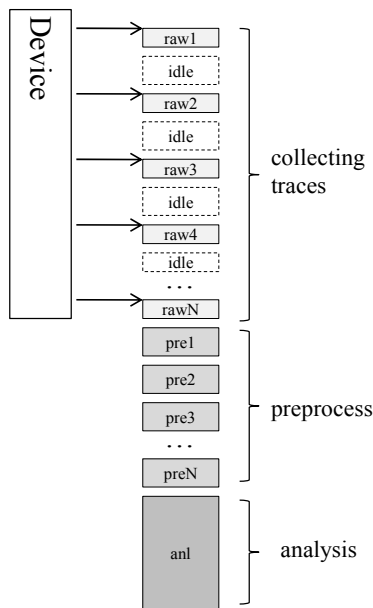 Device
raw1
idle
raw2
idle
raw3
idle
raw4
idle
...
rawN
collecting
traces
pre1
pre2
pre3
...
preN
preprocess
anl
analysis